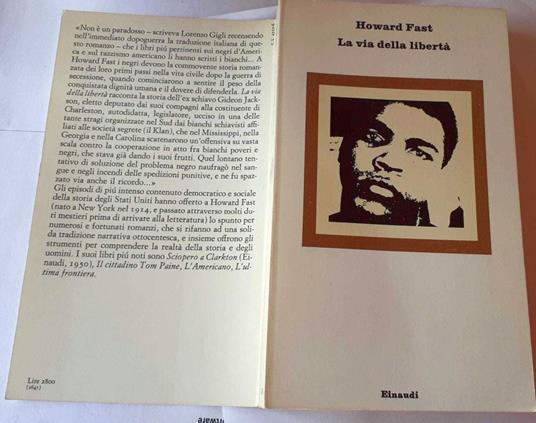 «Non è un paradosso – scriveva Lorenzo Gigli recensendo
nell'immediato dopoguerra la traduzione italiana di que-
sto romanzo – che i libri piú pertinenti sui negri d'Ameri-
ca e sul razzismo americano li hanno scritti i bianchi... A
Howard Fast i negri devono la commovente storia roman-
zata dei loro primi passi nella vita civile dopo la guerra di
secessione, quando cominciarono a sentire il peso della
conquistata dignità umana e il dovere di difenderla. La via
della libertà racconta la storia dell'ex schiavo Gideon Jack-
son, eletto deputato dai suoi compagni alla costituente di
Charleston, autodidatta, legislatore, ucciso in una delle
tante stragi organizzate nel Sud dai bianchi schiavisti affi-
liati alle società segrete (il Klan), che nel Mississippi, nella
Georgia e nella Carolina scatenarono un'offensiva su vasta
scala contro la cooperazione in atto fra bianchi poveri e
negri, che stava già dando i suoi frutti. Quel lontano ten-
tativo di soluzione del problema negro naufragò nel san-
gue e negli incendi delle spedizioni punitive, e ne fu spaz-
zato via anche il ricordo...»
Gli episodi di piú intenso contenuto democratico e sociale
della storia degli Stati Uniti hanno offerto a Howard Fast
(nato a New York nel 1914, e passato attraverso molti du-
ri mestieri prima di arrivare alla letteratura) lo spunto per
numerosi e fortunati romanzi, che si rifanno ad una soli-
da tradizione narrativa ottocentesca, e insieme offrono gli
strumenti per comprendere la realtà della storia e degli
uomini. I suoi libri piú noti sono Sciopero a Clarkton (Ei-
naudi, 1950), Il cittadino Tom Paine, L'Americano, L'ul-
tima frontiera.
Lire 2800
(2641)
Howard Fast
La via della libertà
Einaudi